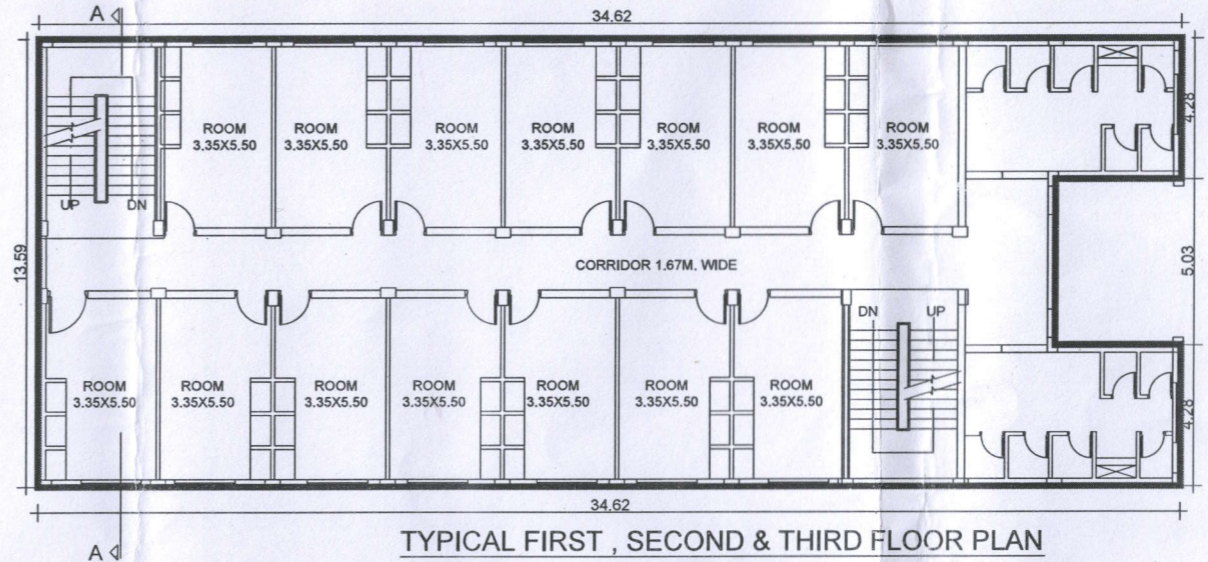 A
34.62
ROOM
3.35X5.50
ROOM
3.35X5.50
ROOM
3.35X5.50
ROOM
3.35X5.50
ROOM
3.35X5.50
ROOM
3.35X5.50
ROOM
3.35X5.50
4.28
UP
DN
13.59
CORRIDOR 1.67M. WIDE
5.03
DN
UP
ROOM
3.35X5.50
ROOM
3.35X5.50
ROOM
3.35X5.50
ROOM
3.35X5.50
ROOM
3.35X5.50
ROOM
3.35X5.50
ROOM
3.35X5.50
4.28
34.62
TYPICAL FIRST , SECOND & THIRD FLOOR PLAN
A